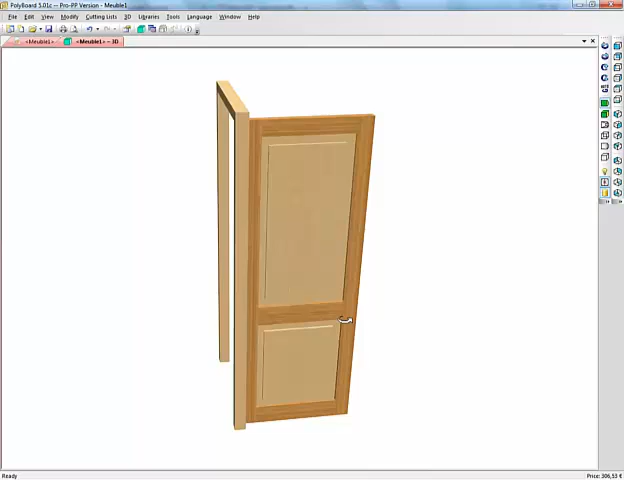 PolyBoard 5.01c - Pro-PP Version - Meuble1
File Edit View Modify Cutting Lists 3D Libraries Tools Language Window Help
<Meuble1> <Meuble1> - 3D
Ready Price: 306,53 €